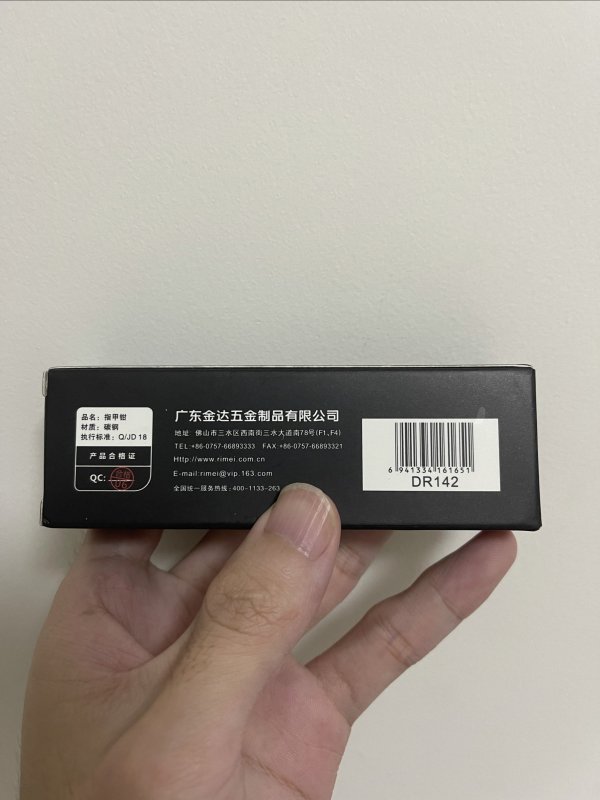 品名：指甲钳
材质：碳钢
执行标准：Q/JD 18
产品合格证
QC:
合格
06
广东金达五金制品有限公司
地址: 佛山市三水区西南街三水大道南78号(F1,F4)
TEL:+86-0757-66893333 FAX:+86-0757-66893321
Http://www.rimei.com.cn
E-mail:rimei@vip.163.com
全国统一服务热线:400-1133-263
6 941334 161651
DR142